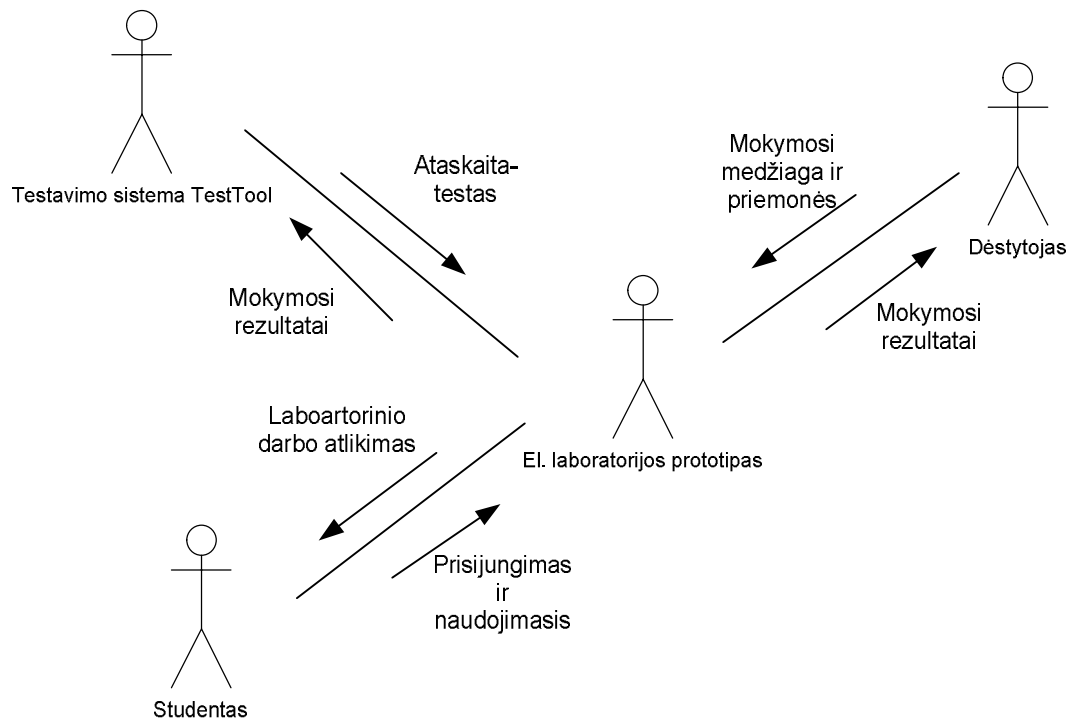 Testavimo sistema TestTool
Ataskaita-
testas
Mokymosi
rezultatai
Mokymosi
medžiaga ir
priemonės
Dėstytojas
Mokymosi
rezultatai
El. laboratorijos prototipas
Laboartorinio
darbo atlikimas
Prisijungimas
ir
naudojimasis
Studentas